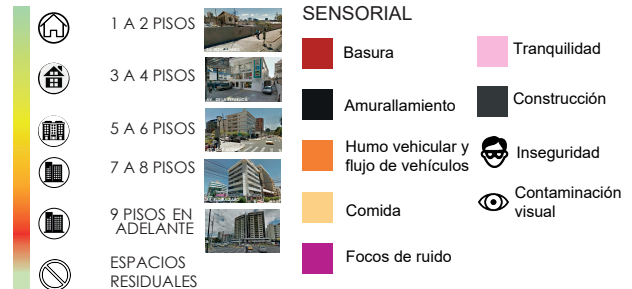 1 A 2 PISOS
3 A 4 PISOS
5 A 6 PISOS
7 A 8 PISOS
9 PISOS EN
ADELANTE
ESPACIOS
RESIDUALES
SENSORIAL
Basura
Amurallamiento
Humo vehicular y
flujo de vehículos
Comida
Focos de ruido
Tranquilidad
Construcción
Inseguridad
Contaminación
visual